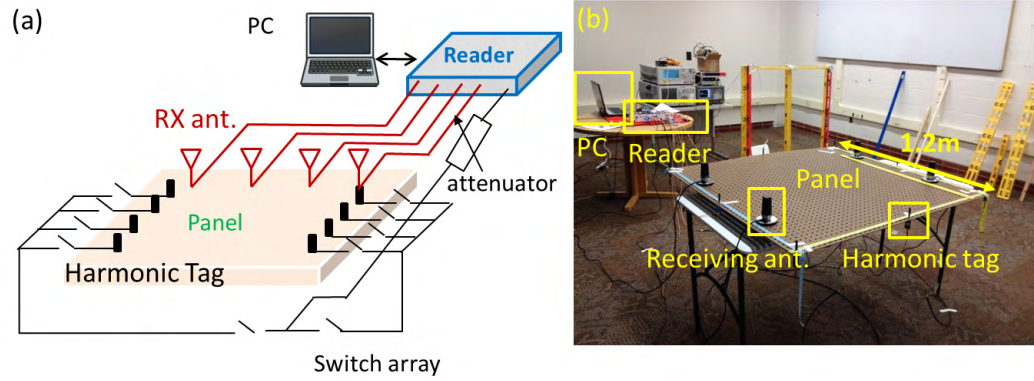 (a)
PC
Reader
RX ant.
attenuator
Panel
Harmonic Tag
Switch array
(b)
1.2m
PC
Reader
Panel
Receiving ant.
Harmonic tag